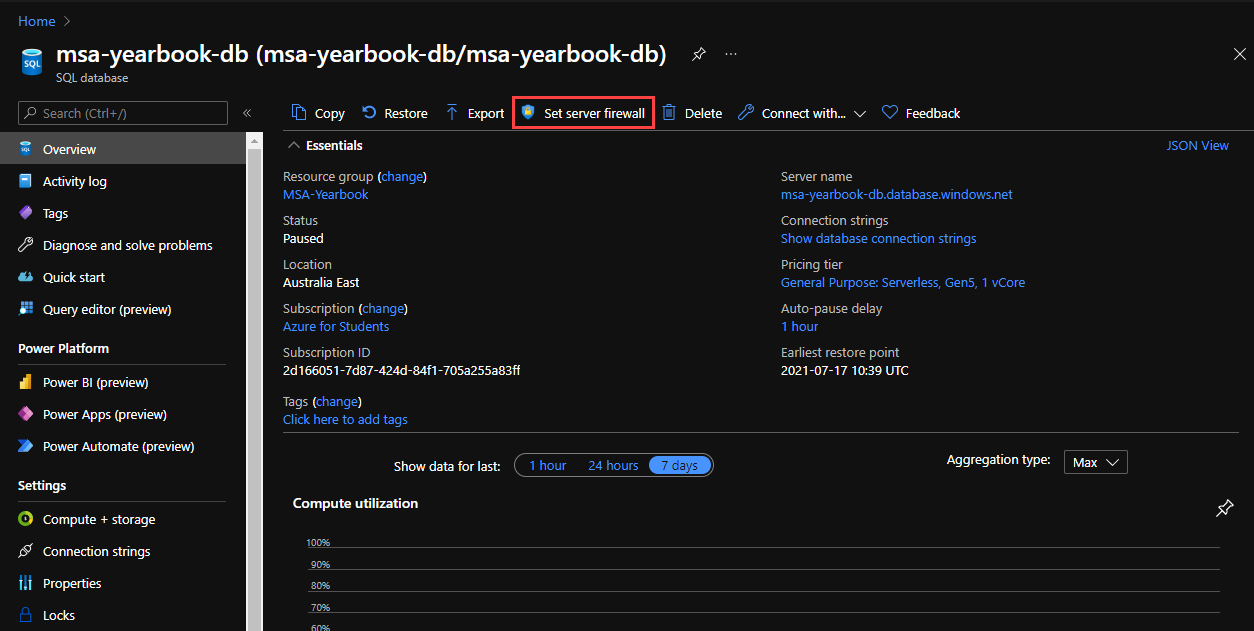 Home
msa-yearbook-db (msa-yearbook-db/msa-yearbook-db)
SQL database
Search (Ctrl+/)
Overview
Activity log
Tags
Diagnose and solve problems
Quick start
Query editor (preview)
Power Platform
Power BI (preview)
Power Apps (preview)
Power Automate (preview)
Settings
Compute + storage
Connection strings
Properties
Locks
Copy Restore Export Set server firewall Delete Connect with... Feedback
Essentials
JSON View
Resource group (change)
MSA-Yearbook
Status
Paused
Location
Australia East
Subscription (change)
Azure for Students
Subscription ID
2d166051-7d87-424d-84f1-705a255a83ff
Tags (change)
Click here to add tags
Server name
msa-yearbook-db.database.windows.net
Connection strings
Show database connection strings
Pricing tier
General Purpose: Serverless, Gen5, 1 vCore
Auto-pause delay
1 hour
Earliest restore point
2021-07-17 10:39 UTC
Show data for last: 1 hour 24 hours 7 days
Aggregation type: Max
Compute utilization
100%
90%
80%
70%
60%